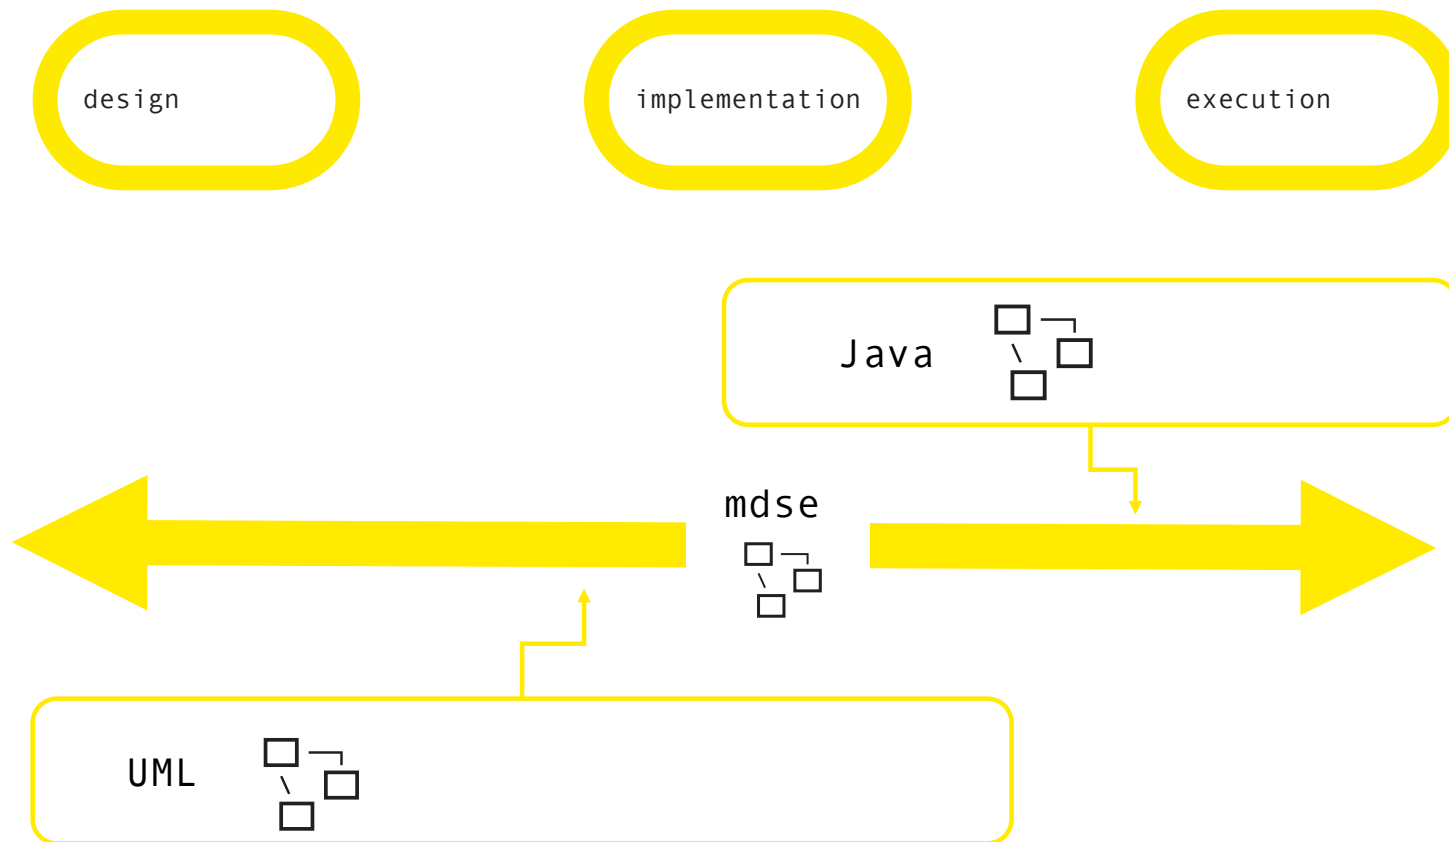 design
implementation
execution
Java
mdse
UML